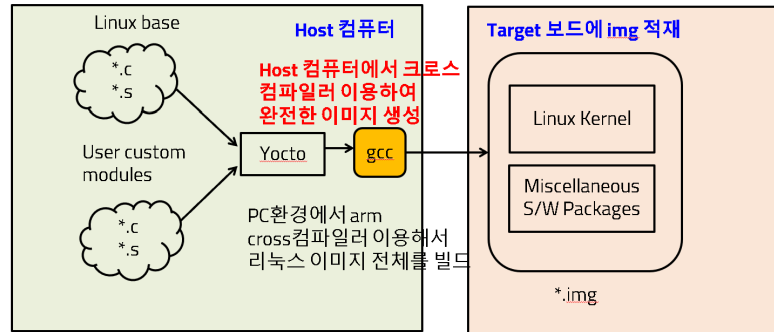 Linux base
Host 컴퓨터
Target 보드에 img 적재
*.c
*.s
Host 컴퓨터에서 크로스
컴파일러 이용하여
완전한 이미지 생성
Linux Kernel
User custom
modules
Yocto
gcc
Miscellaneous
S/W Packages
*.c
*.s
PC환경에서 arm
cross컴파일러 이용해서
리눅스 이미지 전체를 빌드
*.img